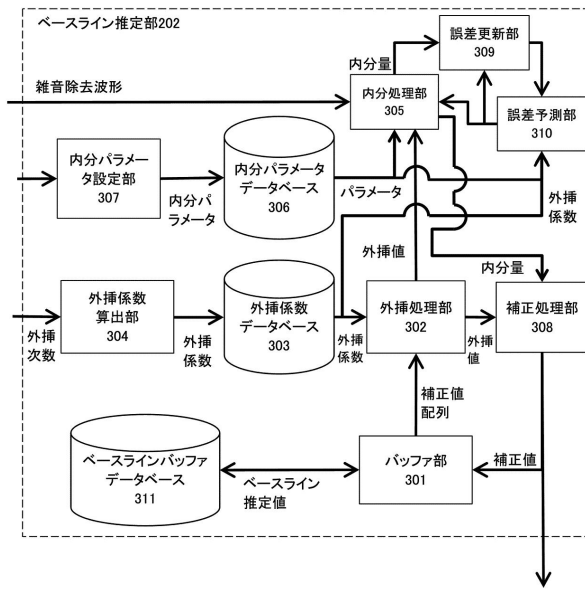 ベースライン推定部202
誤差更新部
309
内分量
雑音除去波形
内分処理部
305
誤差予測部
310
内分パラメー
タ設定部
307
内分パラ
メータ
内分パラメータ
データベース
306
パラメータ
外挿
係数
外挿値
内分量
外挿係数
算出部
304
外挿
次数
外挿
係数
外挿係数
データベース
303
外挿
係数
外挿処理部
302
外挿
値
補正処理部
308
補正値
配列
ベースラインバッファ
データベース
311
ベースライン
推定値
バッファ部
301
補正値